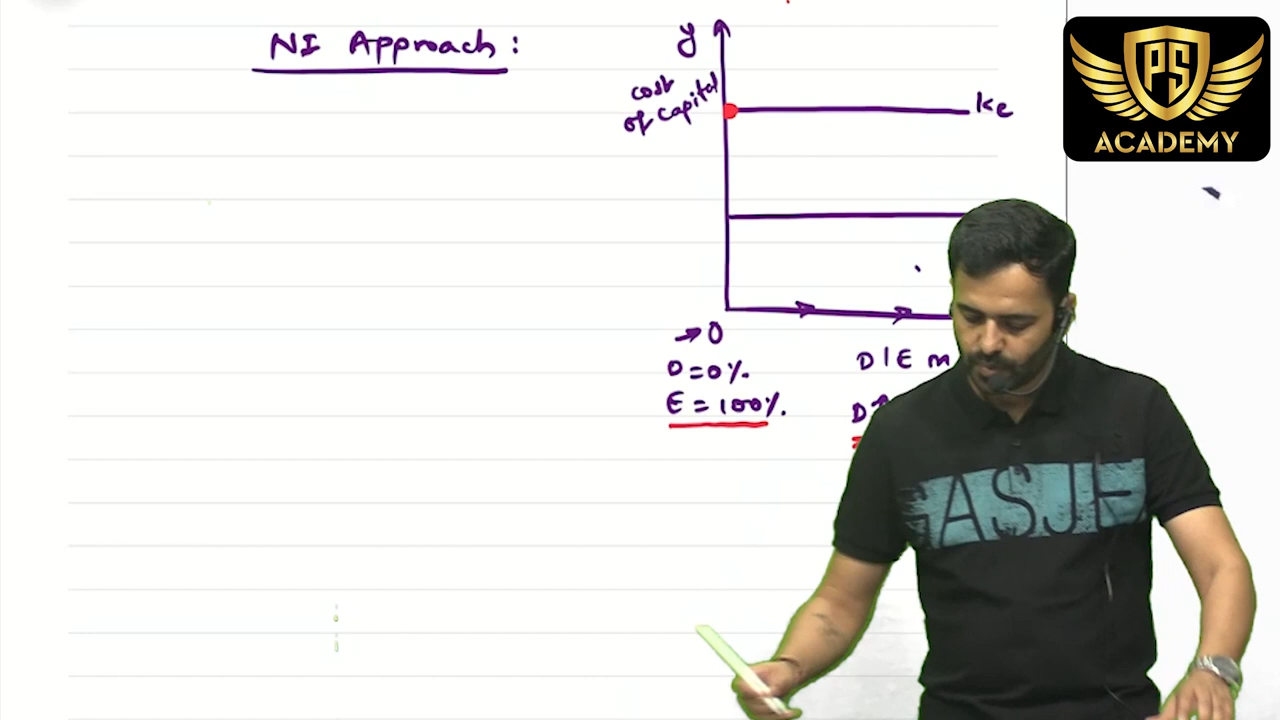 NI Approach :
y
cost
of capital
ke
→ 0
D = 0%.
E = 100%.
D/E
D↑
PS
ACADEMY
GASJE